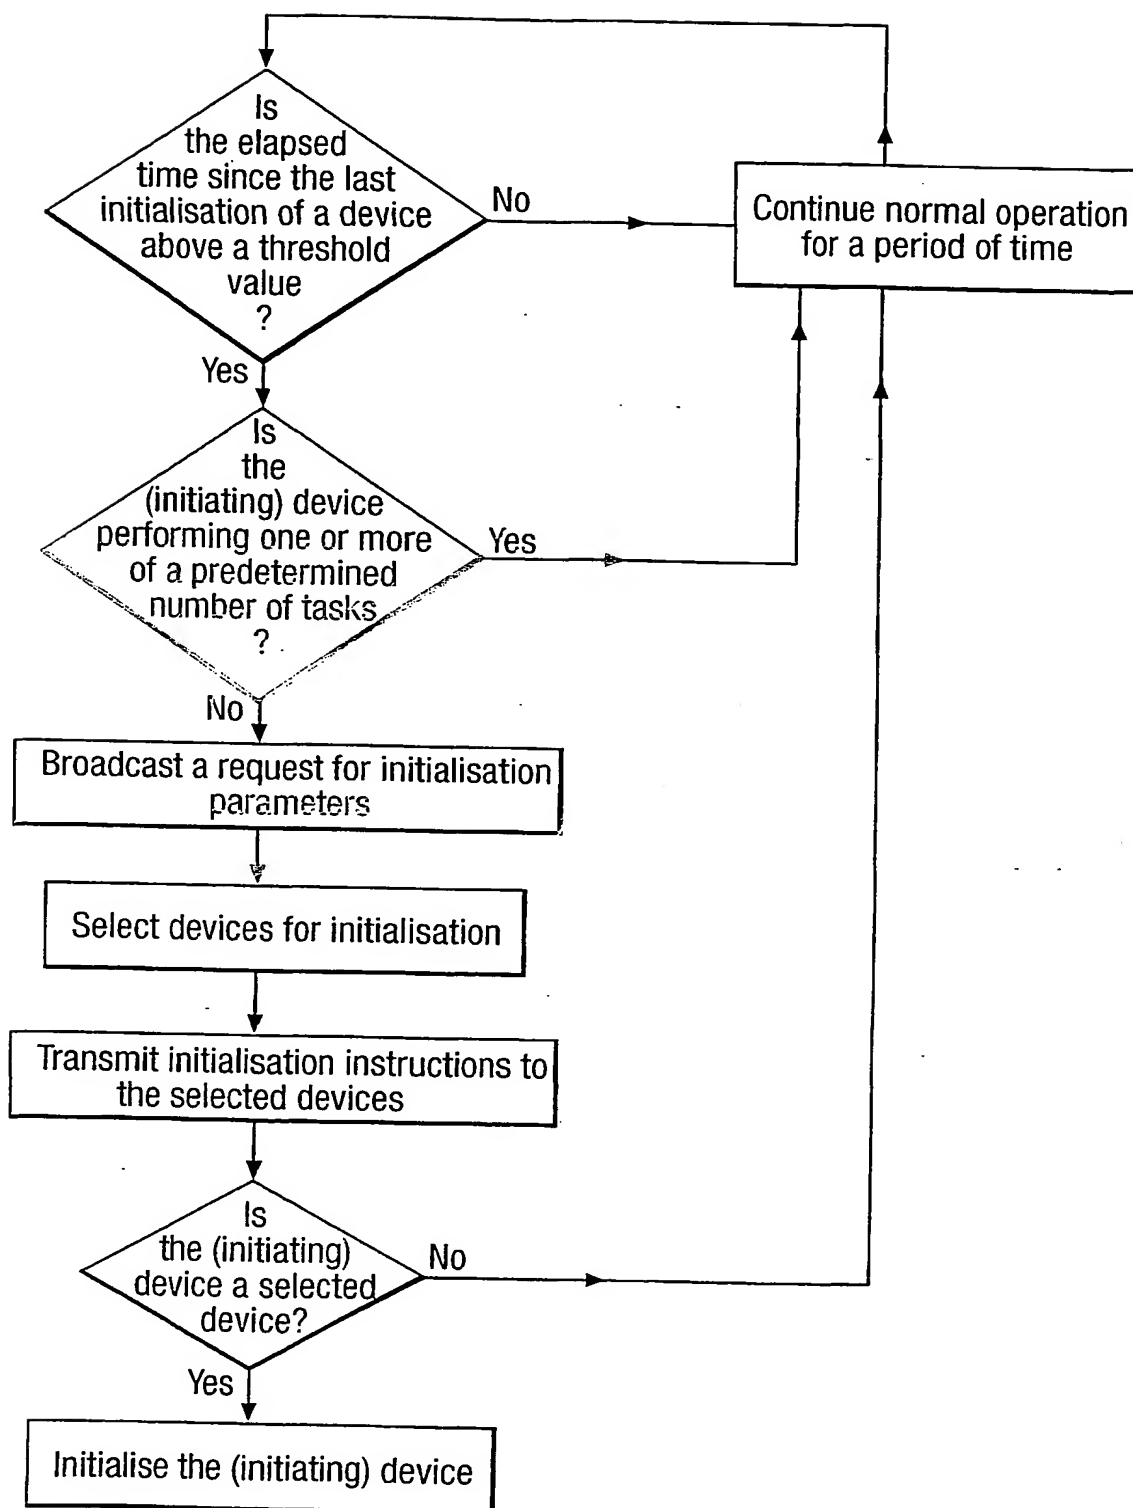 Is
the elapsed
time since the last
initialisation of a device
above a threshold
value
?
No
Continue normal operation
for a period of time
Yes
Is
the
(initiating) device
performing one or more
of a predetermined
number of tasks
?
Yes
No
Broadcast a request for initialisation
parameters
Select devices for initialisation
Transmit initialisation instructions to
the selected devices
Is
the (initiating)
device a selected
device?
No
Yes
Initialise the (initiating) device